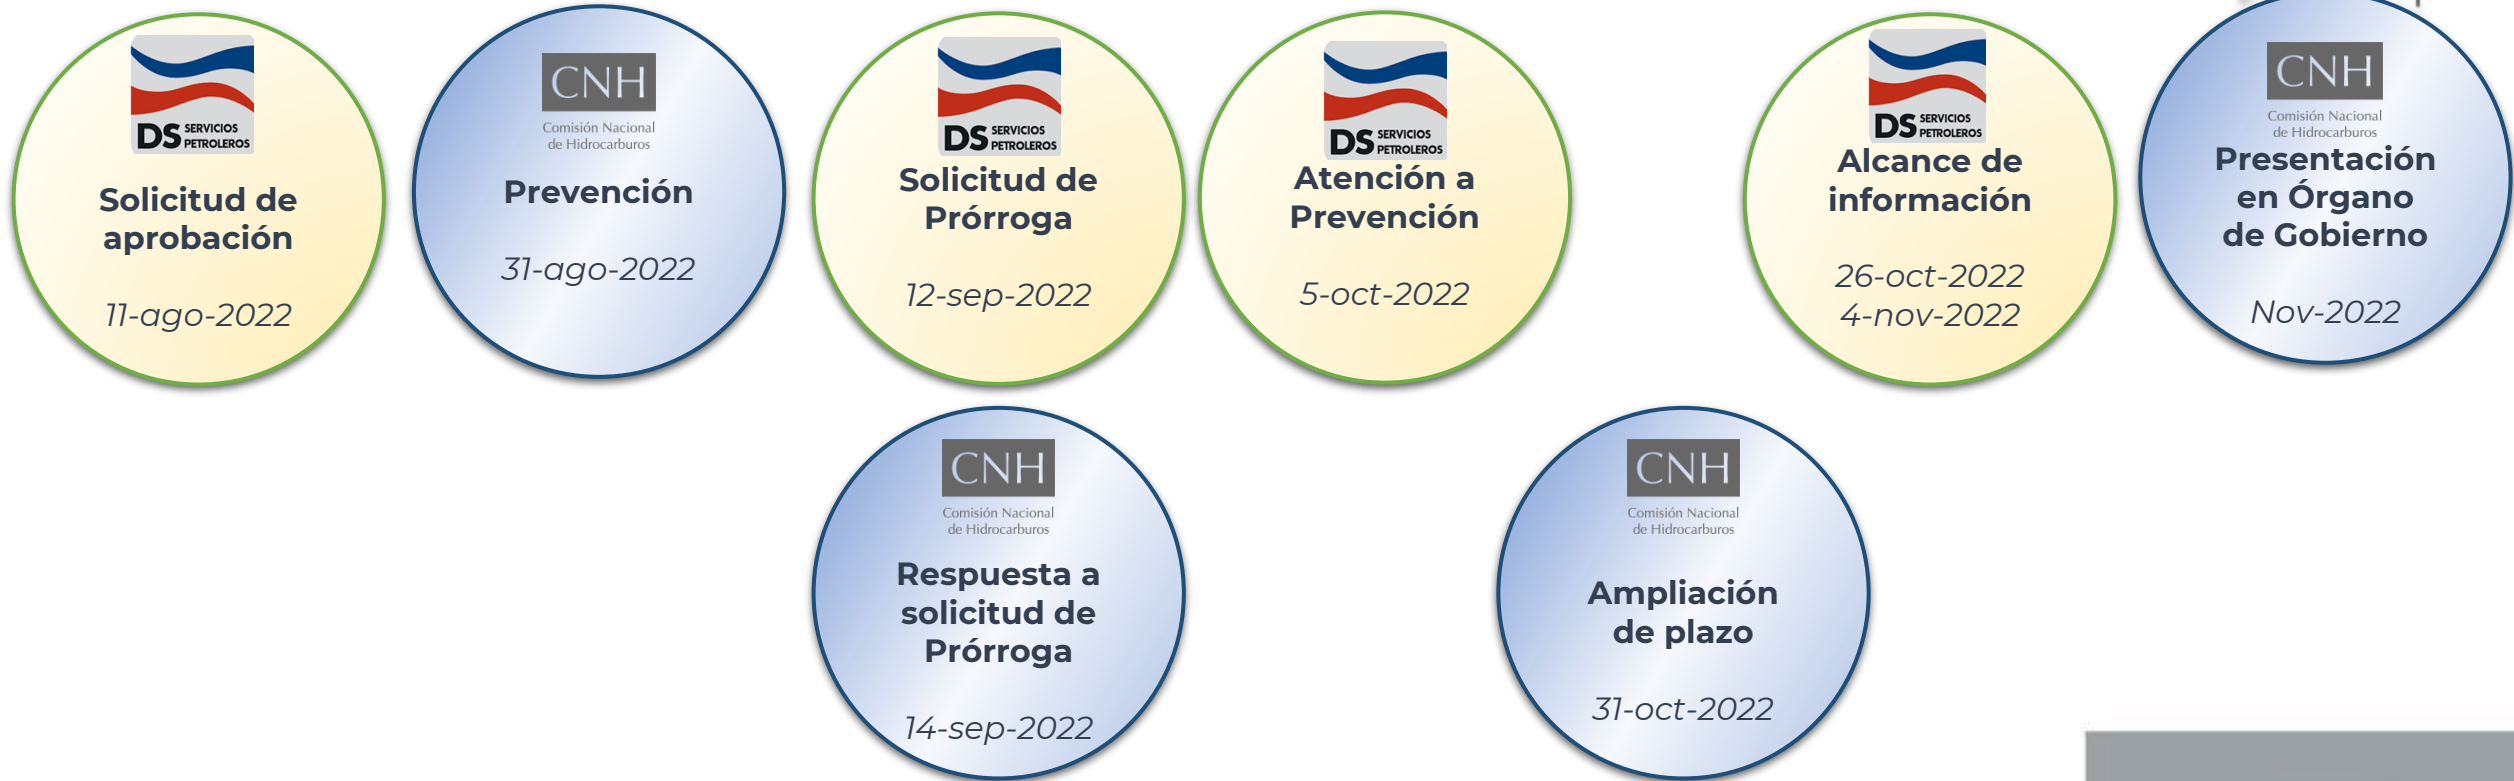 DS SERVICIOS PETROLEROS
Solicitud de
aprobación
11-ago-2022
CNH
Comisión Nacional
de Hidrocarburos
Prevención
31-ago-2022
DS SERVICIOS PETROLEROS
Solicitud de
Prórroga
12-sep-2022
DS SERVICIOS PETROLEROS
Atención a
Prevención
5-oct-2022
DS SERVICIOS PETROLEROS
Alcance de
información
26-oct-2022
4-nov-2022
CNH
Comisión Nacional
de Hidrocarburos
Presentación
en Órgano
de Gobierno
Nov-2022
CNH
Comisión Nacional
de Hidrocarburos
Respuesta a
solicitud de
Prórroga
14-sep-2022
CNH
Comisión Nacional
de Hidrocarburos
Ampliación
de plazo
31-oct-2022